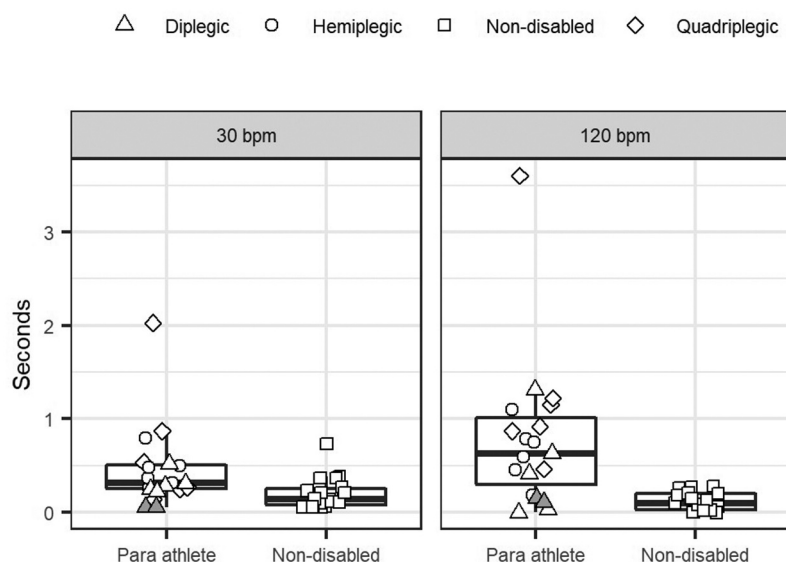 Diplegic Hemiplegic Non-disabled Quadriplegic
30 bpm 120 bpm
Seconds
3
2
1
0
Para athlete Non-disabled Para athlete Non-disabled